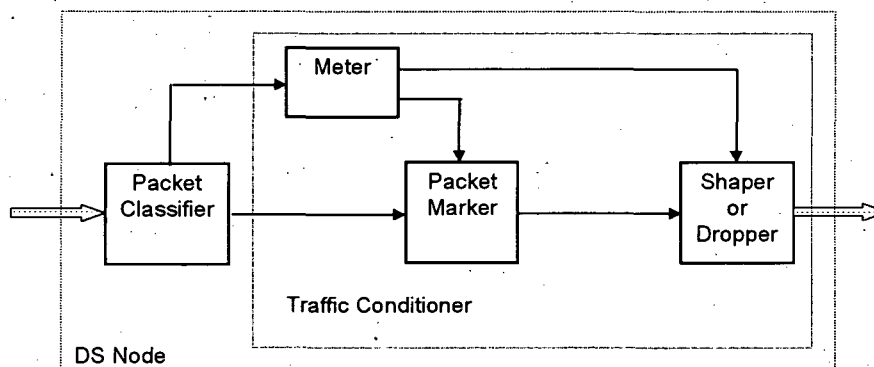 Meter
Packet
Classifier
Packet
Marker
Shaper
or
Dropper
Traffic Conditioner
DS Node